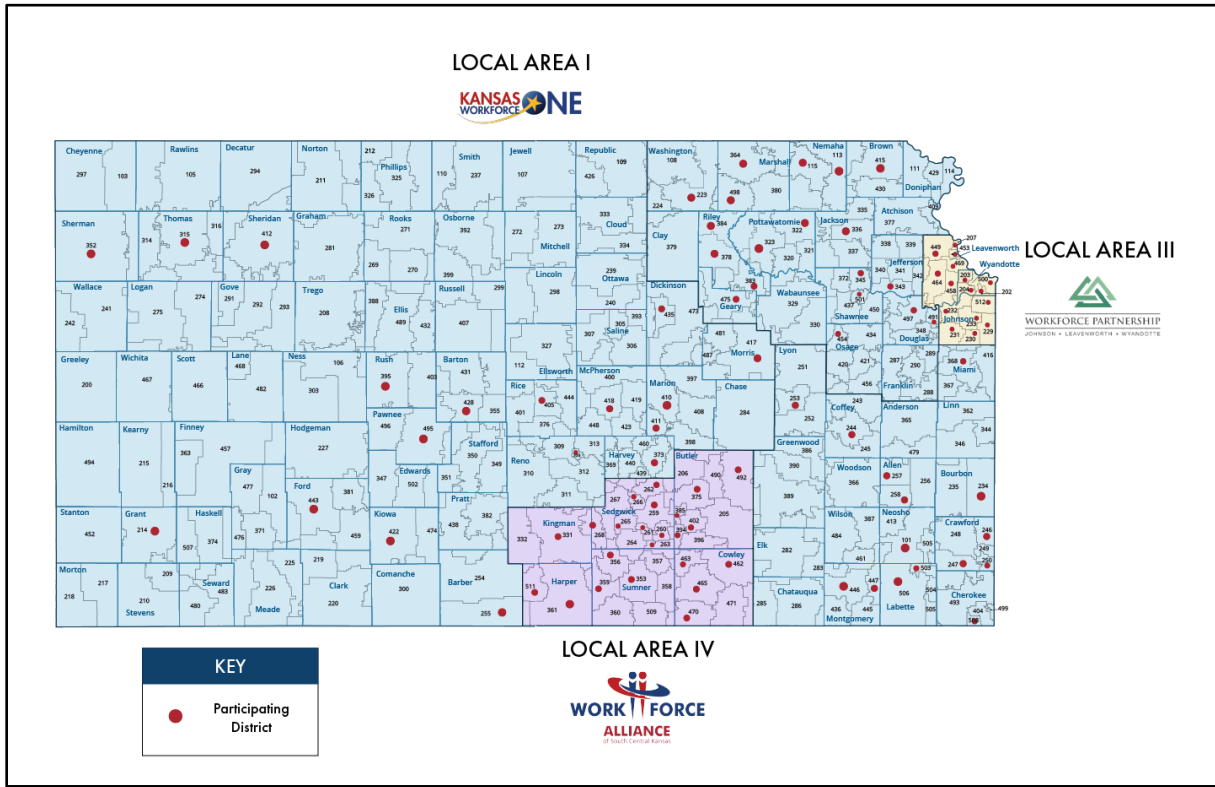 LOCAL AREA I
KANSAS
WORKFORCE ONE
Cheyenne Rawlins Decatur Norton 212 Phillips Smith Jewell Republic 109 Washington 108 364 Marshall Nemaha 113 Brown 415
297 103 105 294 211 325 326 110 237 107 426 224 223 498 380 115 430 111 429 114 Doniphan
Sherman 352 Thomas 315 314 316 Sheridan 412 Graham 281 Rooks 271 269 270 Osborne 392 399 272 273 Mitchell 333 Cloud 334 Clay 379 Riley 384 378 Pottawatomie 322 323 320 321 Jackson 335 336 337 Atchison 377 409 338 339 Jefferson 340 341 342 343
449 207 453 Leavenworth 469 Wyandotte 464 458 203 204 500 202 512 232 Johnson 233 231 230 229
LOCAL AREA III
WORKFORCE PARTNERSHIP
JOHNSON • LEAVENWORTH • WYANDOTTE
Wallace 242 241 Logan 275 274 Gove 291 292 293 Trego 208 388 Ellis 489 432 Russell 299 407 Lincoln 298 239 Ottawa 240 305 393 Saline 307 306 Dickinson 435 473 383 475 Geary 481 487 Wabaunsee 329 330 372 345 501 437 450 Shawnee 497 491 348 434 Douglas
Greeley 200 Wichita 467 Scott 466 Lane 468 482 Ness 106 303 Rush 395 403 Barton 431 428 355 327 112 Ellsworth Rice 444 405 401 376 McPherson 400 418 419 448 423 Marion 397 410 408 411 398 Morris 417 Chase 284 Lyon 251 253 252 454 Osage 420 421 456 287 290 289 Franklin 288 368 Miami 416 367
Hamilton 494 Kearny 215 216 Finney 363 457 Hodgeman 227 Pawnee 496 495 Stafford 350 349 Reno 309 313 310 312 311 Harvey 460 369 440 373 439 Butler 206 490 492 375 205 385 402 394 396 Greenwood 386 390 389 Coffey 243 244 245 Anderson 365 479 Linn 362 344 346
Stanton 452 Grant 214 Haskell 507 374 Gray 477 102 371 476 Ford 443 381 459 Edwards 347 502 351 Kiowa 422 474 Pratt 438 382 Kingman 332 331 Sedgwick 262 267 266 259 265 268 264 261 260 263 Woodson 366 Allen 257 256 258 Bourbon 235 234 Wilson 387 484 461 Neosho 413 101 Crawford 248 246 249 247 250
Morton 217 218 209 210 Stevens Seward 483 480 Meade 226 225 Clark 219 220 Comanche 300 Barber 254 255 Harper 511 361 356 357 359 353 Sumner 358 360 509 Cowley 463 462 465 470 471 Elk 282 283 Chatauqua 285 286 447 446 436 445 Montgomery 503 506 504 505 Labette Cherokee 493 404 499 508
LOCAL AREA IV
WORKFORCE
ALLIANCE
of South Central Kansas
KEY
Participating
District